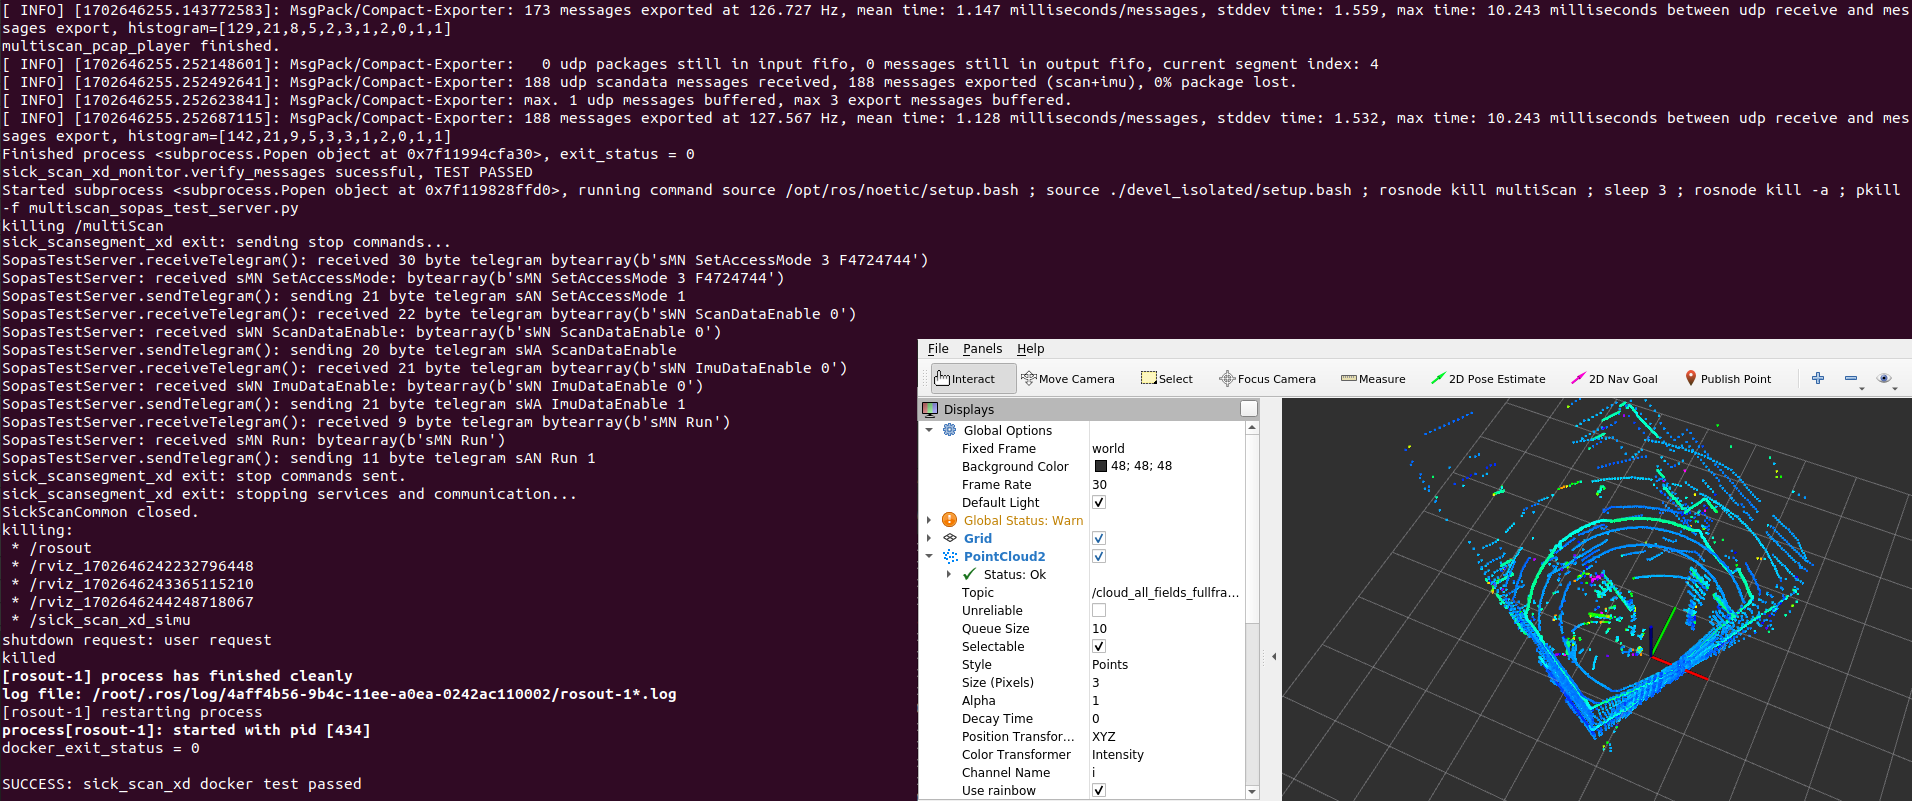 [ INFO] [1702646255.143772583]: MsgPack/Compact-Exporter: 173 messages exported at 126.727 Hz, mean time: 1.147 milliseconds/messages, stddev time: 1.559, max time: 10.243 milliseconds between udp receive and mes
sages export, histogram=[129,21,8,5,2,3,1,2,0,1,1]
multiscan_pcap_player finished.
[ INFO] [1702646255.252148601]: MsgPack/Compact-Exporter:   0 udp packages still in input fifo, 0 messages still in output fifo, current segment index: 4
[ INFO] [1702646255.252492641]: MsgPack/Compact-Exporter: 188 udp scandata messages received, 188 messages exported (scan+imu), 0% package lost.
[ INFO] [1702646255.252623841]: MsgPack/Compact-Exporter: max. 1 udp messages buffered, max 3 export messages buffered.
[ INFO] [1702646255.252687115]: MsgPack/Compact-Exporter: 188 messages exported at 127.567 Hz, mean time: 1.128 milliseconds/messages, stddev time: 1.532, max time: 10.243 milliseconds between udp receive and mes
sages export, histogram=[142,21,9,5,3,3,1,2,0,1,1]
Finished process <subprocess.Popen object at 0x7f11994cfa30>, exit_status = 0
sick_scan_xd_monitor.verify_messages sucessful, TEST PASSED
Started subprocess <subprocess.Popen object at 0x7f119828ffd0>, running command source /opt/ros/noetic/setup.bash ; source ./devel_isolated/setup.bash ; rosnode kill multiScan ; sleep 3 ; rosnode kill -a ; pkill
-f multiscan_sopas_test_server.py
killing /multiScan
sick_scansegment_xd exit: sending stop commands...
SopasTestServer.receiveTelegram(): received 30 byte telegram bytearray(b'sMN SetAccessMode 3 F4724744')
SopasTestServer: received sMN SetAccessMode: bytearray(b'sMN SetAccessMode 3 F4724744')
SopasTestServer.sendTelegram(): sending 21 byte telegram sAN SetAccessMode 1
SopasTestServer.receiveTelegram(): received 22 byte telegram bytearray(b'sWN ScanDataEnable 0')
SopasTestServer: received sWN ScanDataEnable: bytearray(b'sWN ScanDataEnable 0')
SopasTestServer.sendTelegram(): sending 20 byte telegram sWA ScanDataEnable
SopasTestServer.receiveTelegram(): received 21 byte telegram bytearray(b'sWN ImuDataEnable 0')
SopasTestServer: received sWN ImuDataEnable: bytearray(b'sWN ImuDataEnable 0')
SopasTestServer.sendTelegram(): sending 21 byte telegram sWA ImuDataEnable 1
SopasTestServer.receiveTelegram(): received 9 byte telegram bytearray(b'sMN Run')
SopasTestServer: received sMN Run: bytearray(b'sMN Run')
SopasTestServer.sendTelegram(): sending 11 byte telegram sAN Run 1
sick_scansegment_xd exit: stop commands sent.
sick_scansegment_xd exit: stopping services and communication...
SickScanCommon closed.
killing:
 * /rosout
 * /rviz_1702646242232796448
 * /rviz_1702646243365115210
 * /rviz_1702646244248718067
 * /sick_scan_xd_simu
shutdown request: user request
killed
[rosout-1] process has finished cleanly
log file: /root/.ros/log/4aff4b56-9b4c-11ee-a0ea-0242ac110002/rosout-1*.log
[rosout-1] restarting process
process[rosout-1]: started with pid [434]
docker_exit_status = 0
SUCCESS: sick_scan_xd docker test passed
File Panels Help
Interact Move Camera Select Focus Camera Measure 2D Pose Estimate 2D Nav Goal Publish Point
Displays
Global Options
Fixed Frame world
Background Color 48; 48; 48
Frame Rate 30
Default Light
Global Status: Warn
Grid
PointCloud2
Status: Ok
Topic /cloud_all_fields_fullfra...
Unreliable
Queue Size 10
Selectable
Style Points
Size (Pixels) 3
Alpha 1
Decay Time 0
Position Transfor... XYZ
Color Transformer Intensity
Channel Name i
Use rainbow